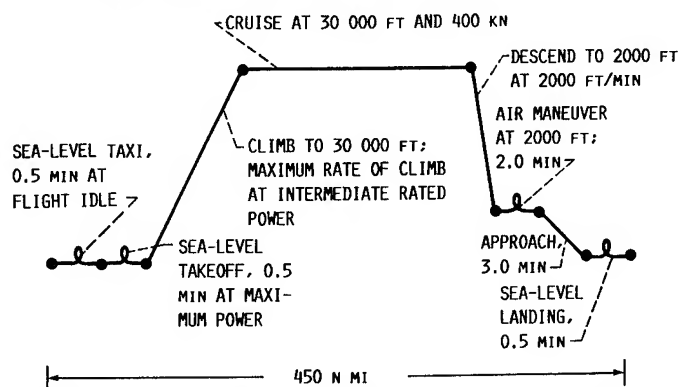 CRUISE AT 30 000 FT AND 400 KN
DESCEND TO 2000 FT
AT 2000 FT/MIN
AIR MANEUVER
AT 2000 FT;
2.0 MIN
CLIMB TO 30 000 FT;
MAXIMUM RATE OF CLIMB
AT INTERMEDIATE RATED
POWER
SEA-LEVEL TAXI,
0.5 MIN AT
FLIGHT IDLE
SEA-LEVEL
TAKEOFF, 0.5
MIN AT MAXI-
MUM POWER
APPROACH,
3.0 MIN
SEA-LEVEL
LANDING,
0.5 MIN
450 N MI